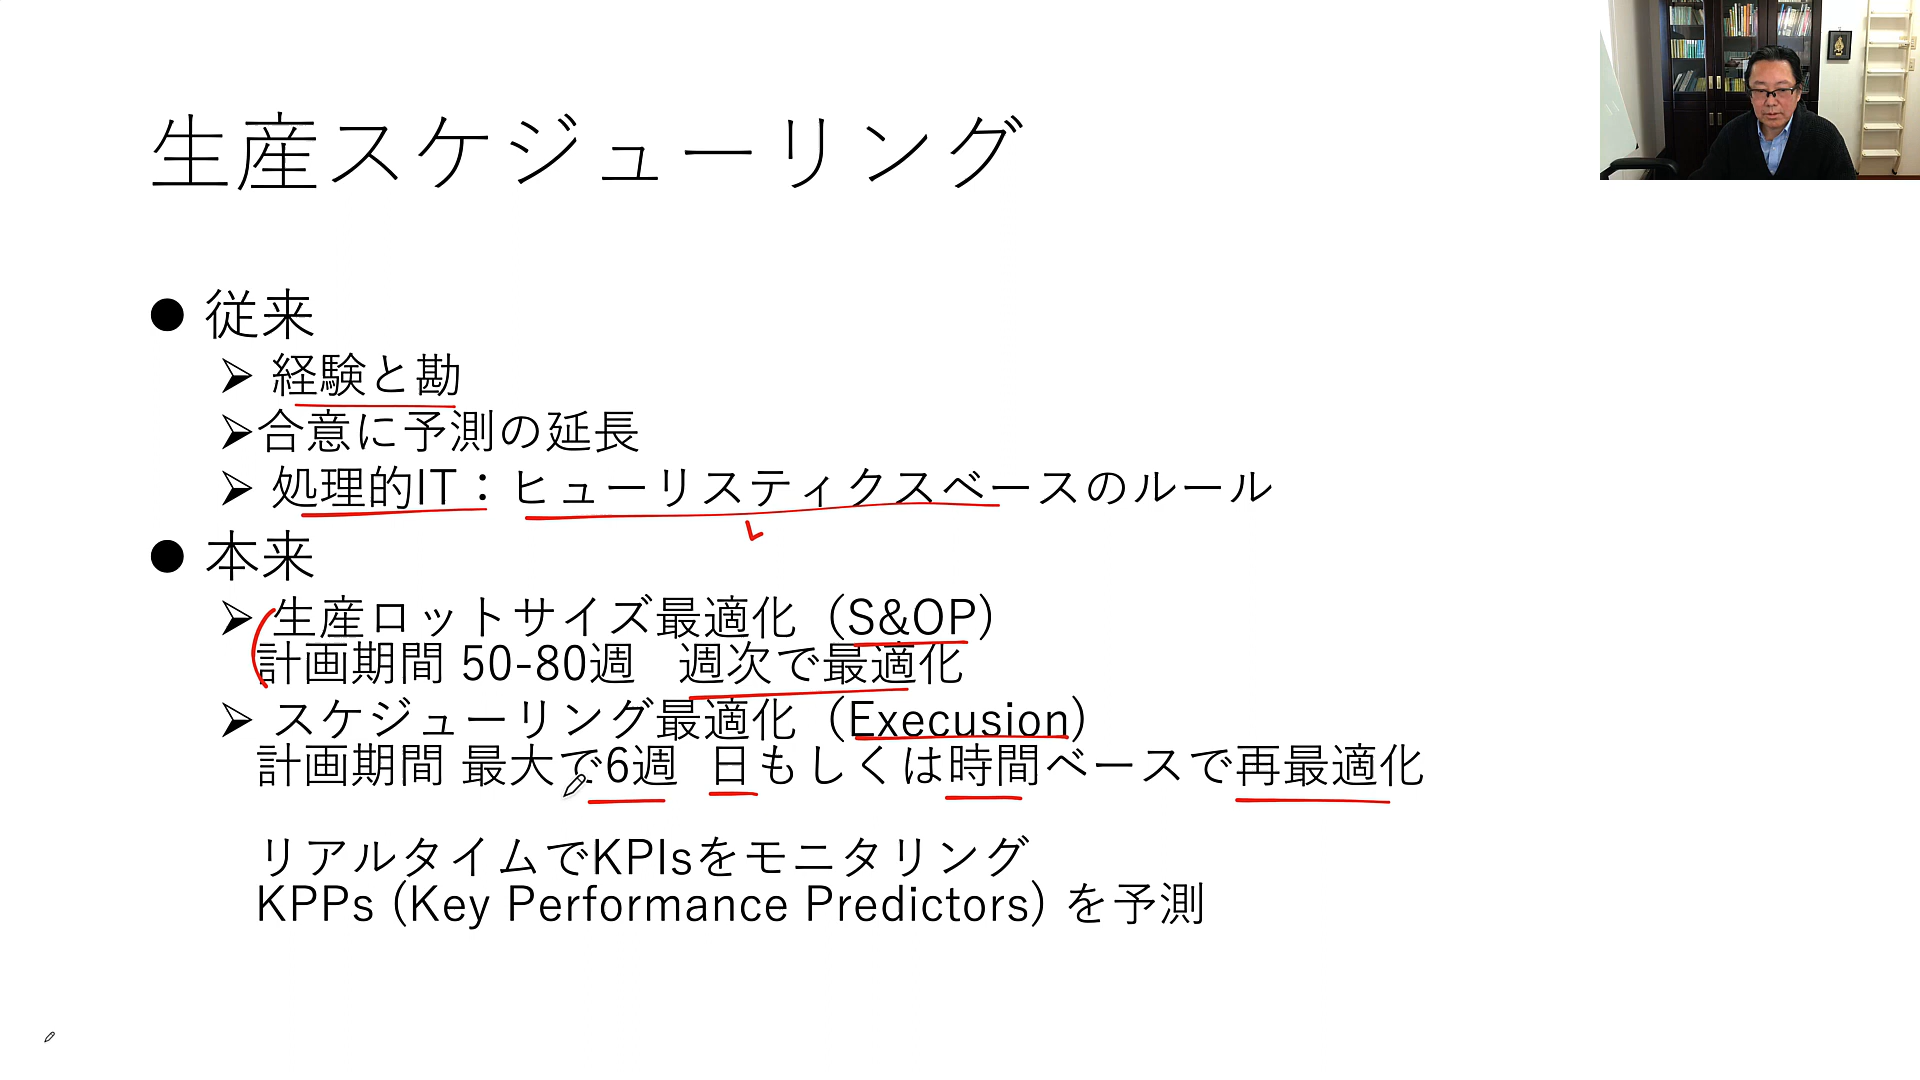 生産スケジューリング
● 従来
➢ 経験と勘
➢合意に予測の延長
➢ 処理的IT：ヒューリスティクスベースのルール
● 本来
➢ 生産ロットサイズ最適化（S&OP）
計画期間 50-80週　週次で最適化
➢ スケジューリング最適化（Execusion）
計画期間 最大で6週 日もしくは時間ベースで再最適化
リアルタイムでKPIsをモニタリング
KPPs (Key Performance Predictors) を予測